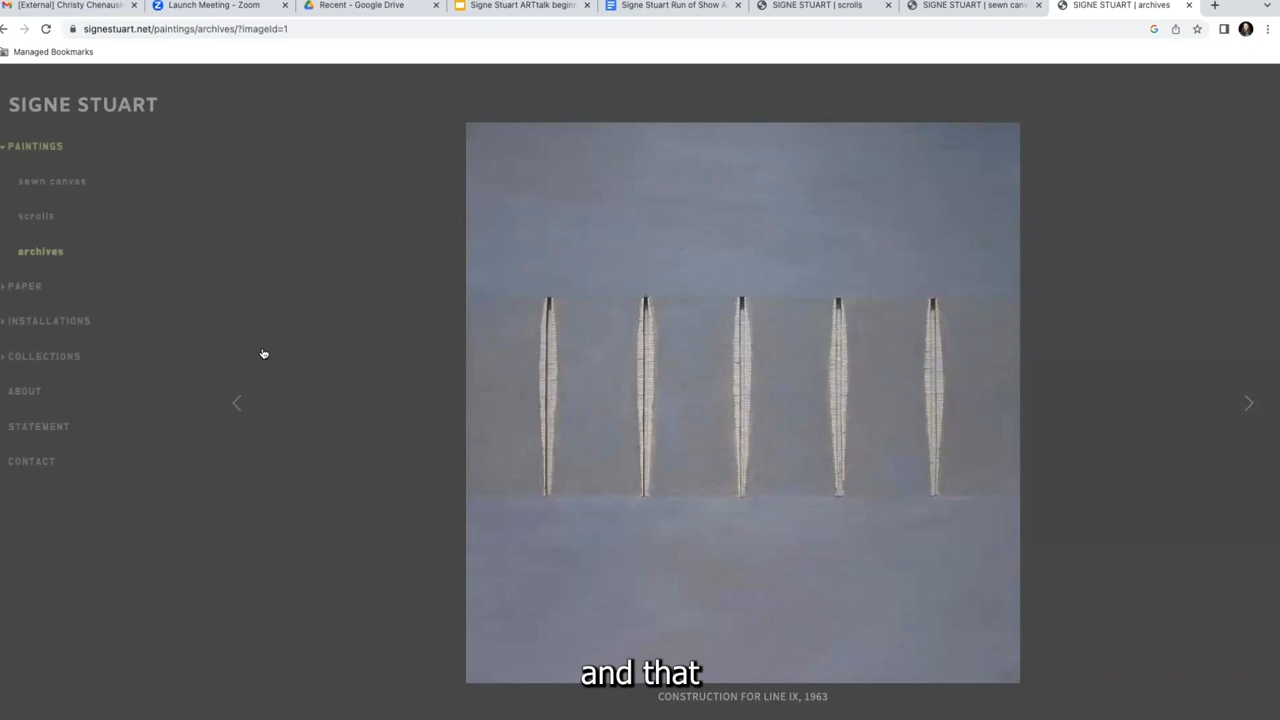 [External] Christy Chenausk
Launch Meeting - Zoom
Recent - Google Drive
Signe Stuart ARTtalk beginn
Signe Stuart Run of Show A
SIGNE STUART | scrolls
SIGNE STUART | sewn canv
SIGNE STUART | archives
signestuart.net/paintings/archives/?imageId=1
Managed Bookmarks
SIGNE STUART
PAINTINGS
sewn canvas
scrolls
archives
PAPER
INSTALLATIONS
COLLECTIONS
ABOUT
STATEMENT
CONTACT
and that
CONSTRUCTION FOR LINE IX, 1963